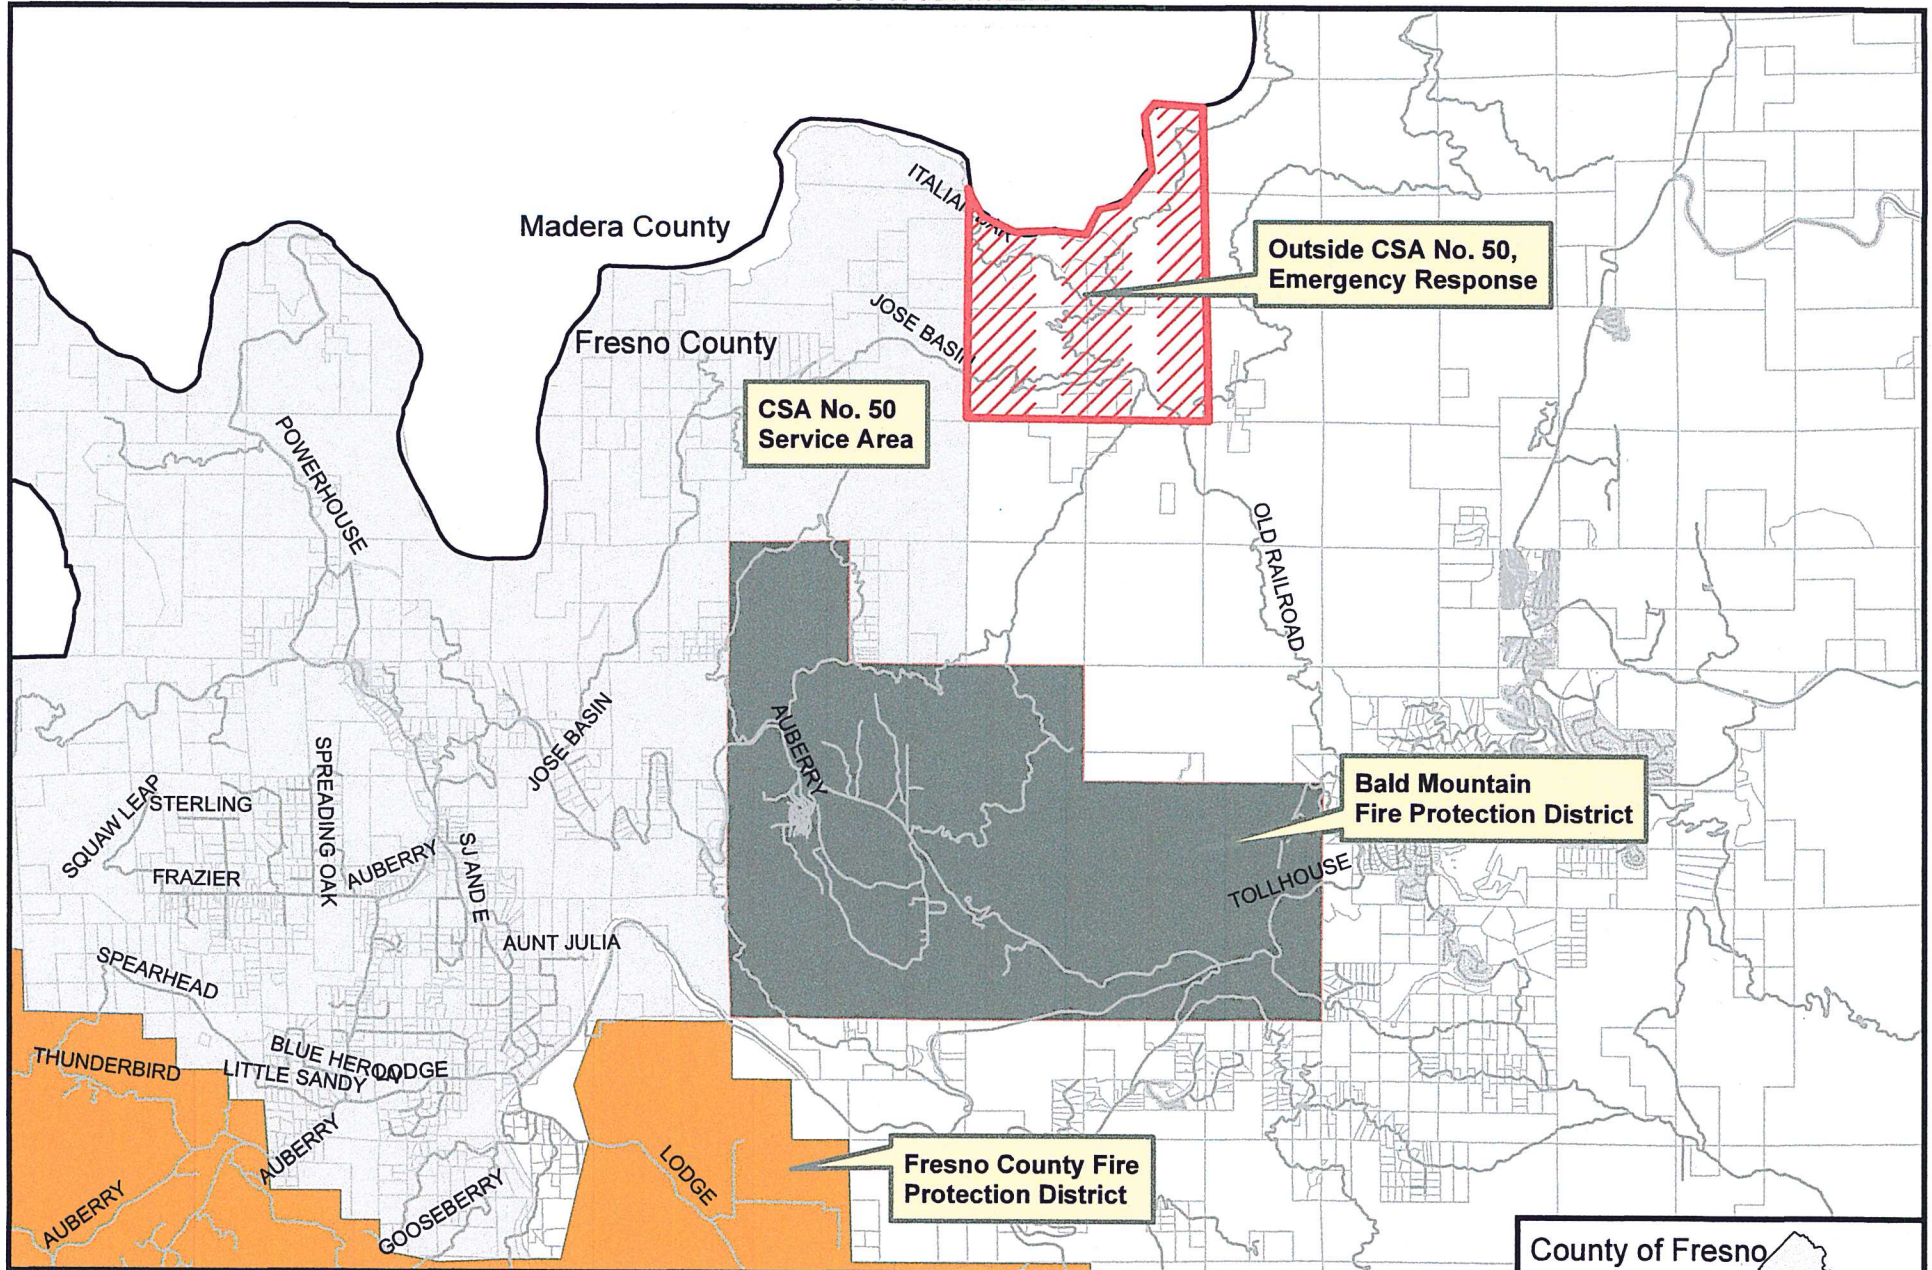 ITALIAN BAR
Madera County
Outside CSA No. 50,
Emergency Response
JOSE BASIN
Fresno County
CSA No. 50
Service Area
POWERHOUSE
OLD RAILROAD
JOSE BASIN
AUBERRY
SPREADING OAK
SQUAW LEAP
STERLING
Bald Mountain
Fire Protection District
SJ AND E
AUBERRY
FRAZIER
TOLLHOUSE
AUNT JULIA
SPEARHEAD
BLUE HERON
LODGE
THUNDERBIRD
LITTLE SANDY
AUBERRY
LODGE
Fresno County Fire
Protection District
AUBERRY
GOOSEBERRY
County of Fresno